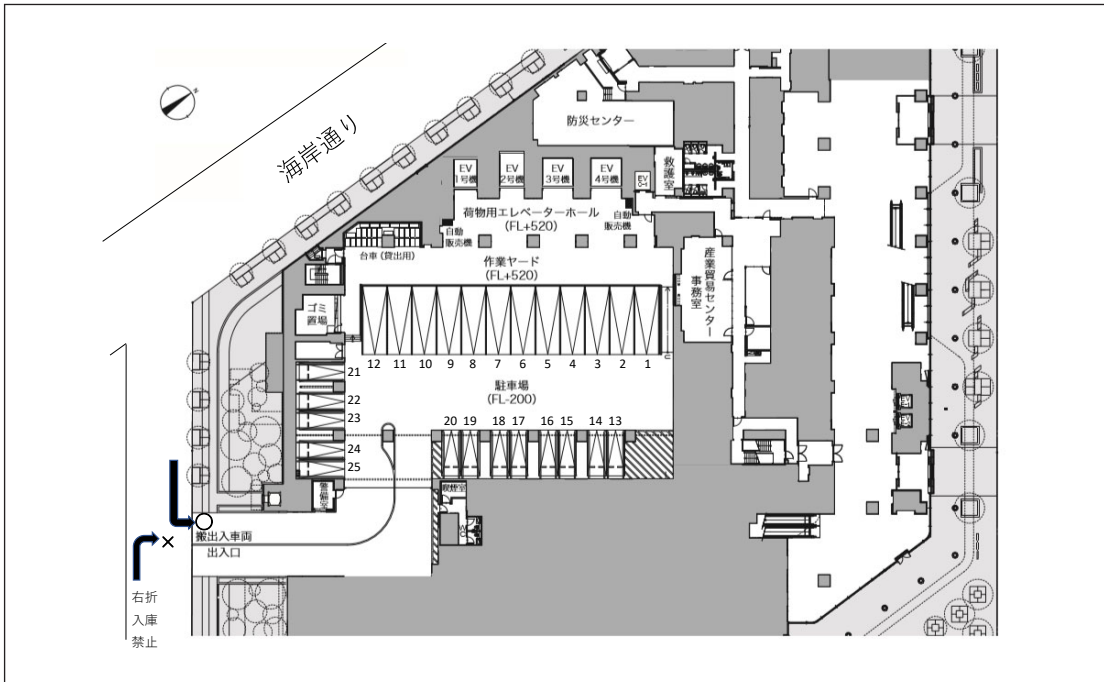 N
海岸通り
防災センター
EV
1号機
EV
2号機
EV
3号機
EV
4号機
EV
救護室
荷物用エレベーターホール
(FL+520)
自動
販売機
自動
販売機
台車(貸出用)
作業ヤード
(FL+520)
産業貿易センター
事務室
ゴミ
置場
12 11 10 9 8 7 6 5 4 3 2 1
21
22
23
24
25
駐車場
(FL-200)
20 19 18 17 16 15 14 13
警備室
喫煙室
WC
搬出入車両
出入口
右折
入庫
禁止